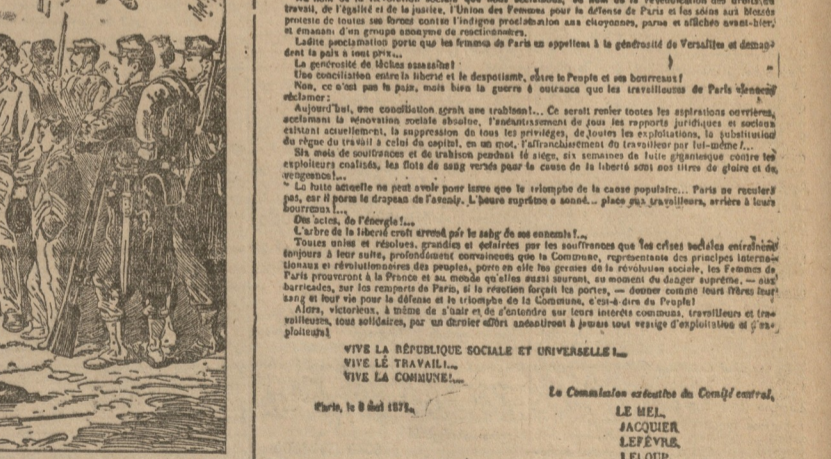 travail, de l'égalité et de la justice, l'Union des Femmes pour la défense de Paris et les soins aux blessés
proteste de toutes ses forces contre l'indigne proclamation aux citoyennes, parue et affichée avant-hier,
et émanant d'un groupe anonyme de reactionnaires.
Ladite proclamation porte que les femmes de Paris en appellent à la générosité de Versailles et deman-
dent la paix à tout prix...
La générosité de lâches assassins!
Une conciliation entre la liberté et le despotisme, entre le Peuple et ses bourreaux!
Non, ce n'est pas la paix, mais bien la guerre à outrance que les travailleuses de Paris viennent
réclamer:
Aujourd'hui, une conciliation serait une trahison!... Ce serait renier toutes les aspirations ouvrières,
acclamant la rénovation sociale absolue, l'anéantissement de tous les rapports juridiques et sociaux
existant actuellement, la suppression de tous les privilèges, de toutes les exploitations, la substitution
du règne du travail à celui du capital, en un mot, l'affranchissement du travailleur par lui-même!...
Six mois de souffrances et de trahison pendant le siège, six semaines de lutte gigantesque contre les
exploiteurs coalisés, les flots de sang versés pour la cause de la liberté sont nos titres de gloire et de
vengeance!...
La lutte actuelle ne peut avoir pour issue que le triomphe de la cause populaire... Paris ne reculera
pas, car il porte le drapeau de l'avenir. L'heure suprême a sonné... place aux travailleurs, arrière à leurs
bourreaux!...
Des actes, de l'énergie!...
L'arbre de la liberté croît arrosé par le sang de ses ennemis!...
Toutes unies et résolues, grandies et éclairées par les souffrances que les crises sociales entraînent
toujours à leur suite, profondément convaincues que la Commune, représentante des principes interna-
tionaux et révolutionnaires des peuples, porte en elle les germes de la révolution sociale, les Femmes de
Paris prouveront à la France et au monde qu'elles aussi sauront, au moment du danger suprême, — aux
barricades, sur les remparts de Paris, si la réaction forçait les portes, — donner comme leurs frères leur
sang et leur vie pour la défense et le triomphe de la Commune, c'est-à-dire du Peuple!
Alors, victorieux, à même de s'unir et de s'entendre sur leurs intérêts communs, travailleurs et tra-
vailleuses, tous solidaires, par un dernier effort anéantiront à jamais tout vestige d'exploitation et d'ex-
ploiteurs!
VIVE LA RÉPUBLIQUE SOCIALE ET UNIVERSELLE!...
VIVE LE TRAVAIL!...
VIVE LA COMMUNE!...
Paris, le 6 mai 1871.
La Commission exécutive du Comité central,
LE MEL,
JACQUIER,
LEFÈVRE,
LELOUP,